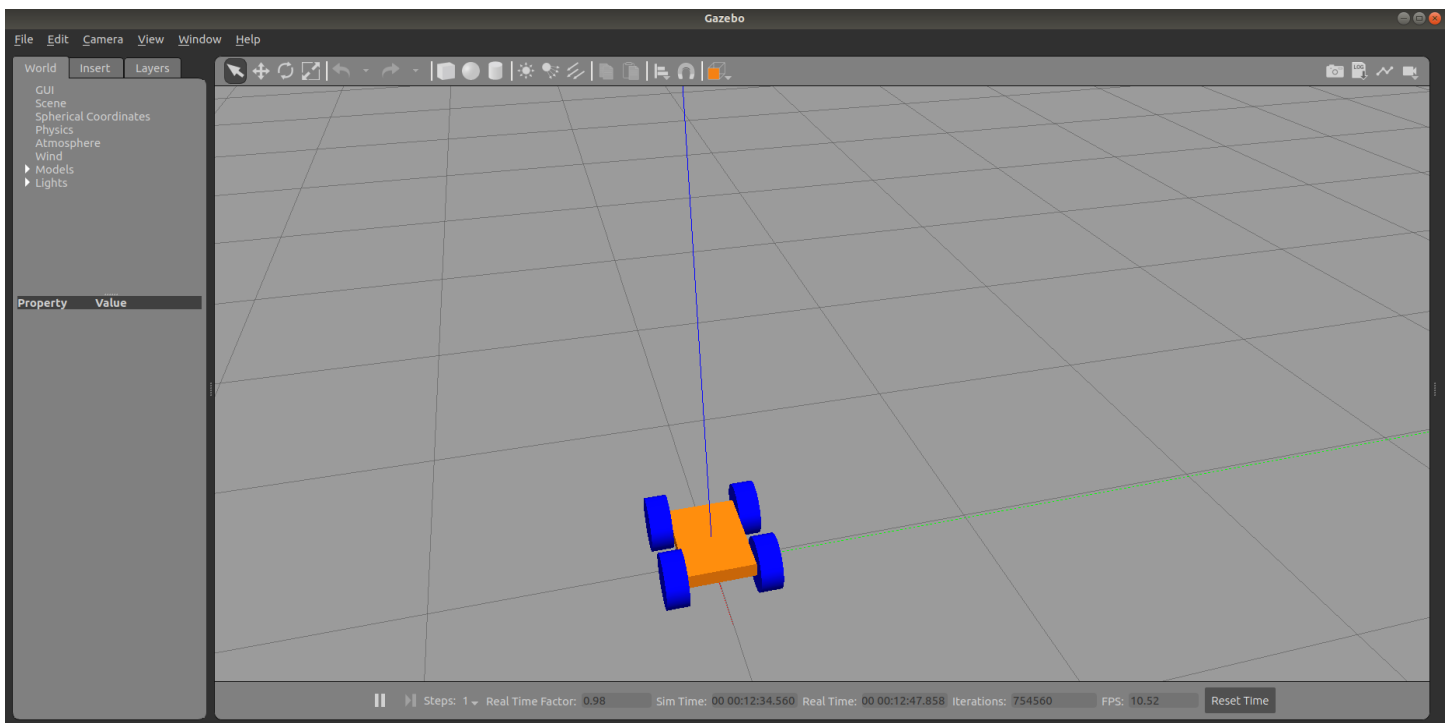 Gazebo
File Edit Camera View Window Help
World Insert Layers
GUI
Scene
Spherical Coordinates
Physics
Atmosphere
Wind
Models
Lights
Property Value
LOG
Steps: 1 Real Time Factor: 0.98 Sim Time: 00 00:12:34.560 Real Time: 00 00:12:47.858 Iterations: 754560 FPS: 10.52 Reset Time